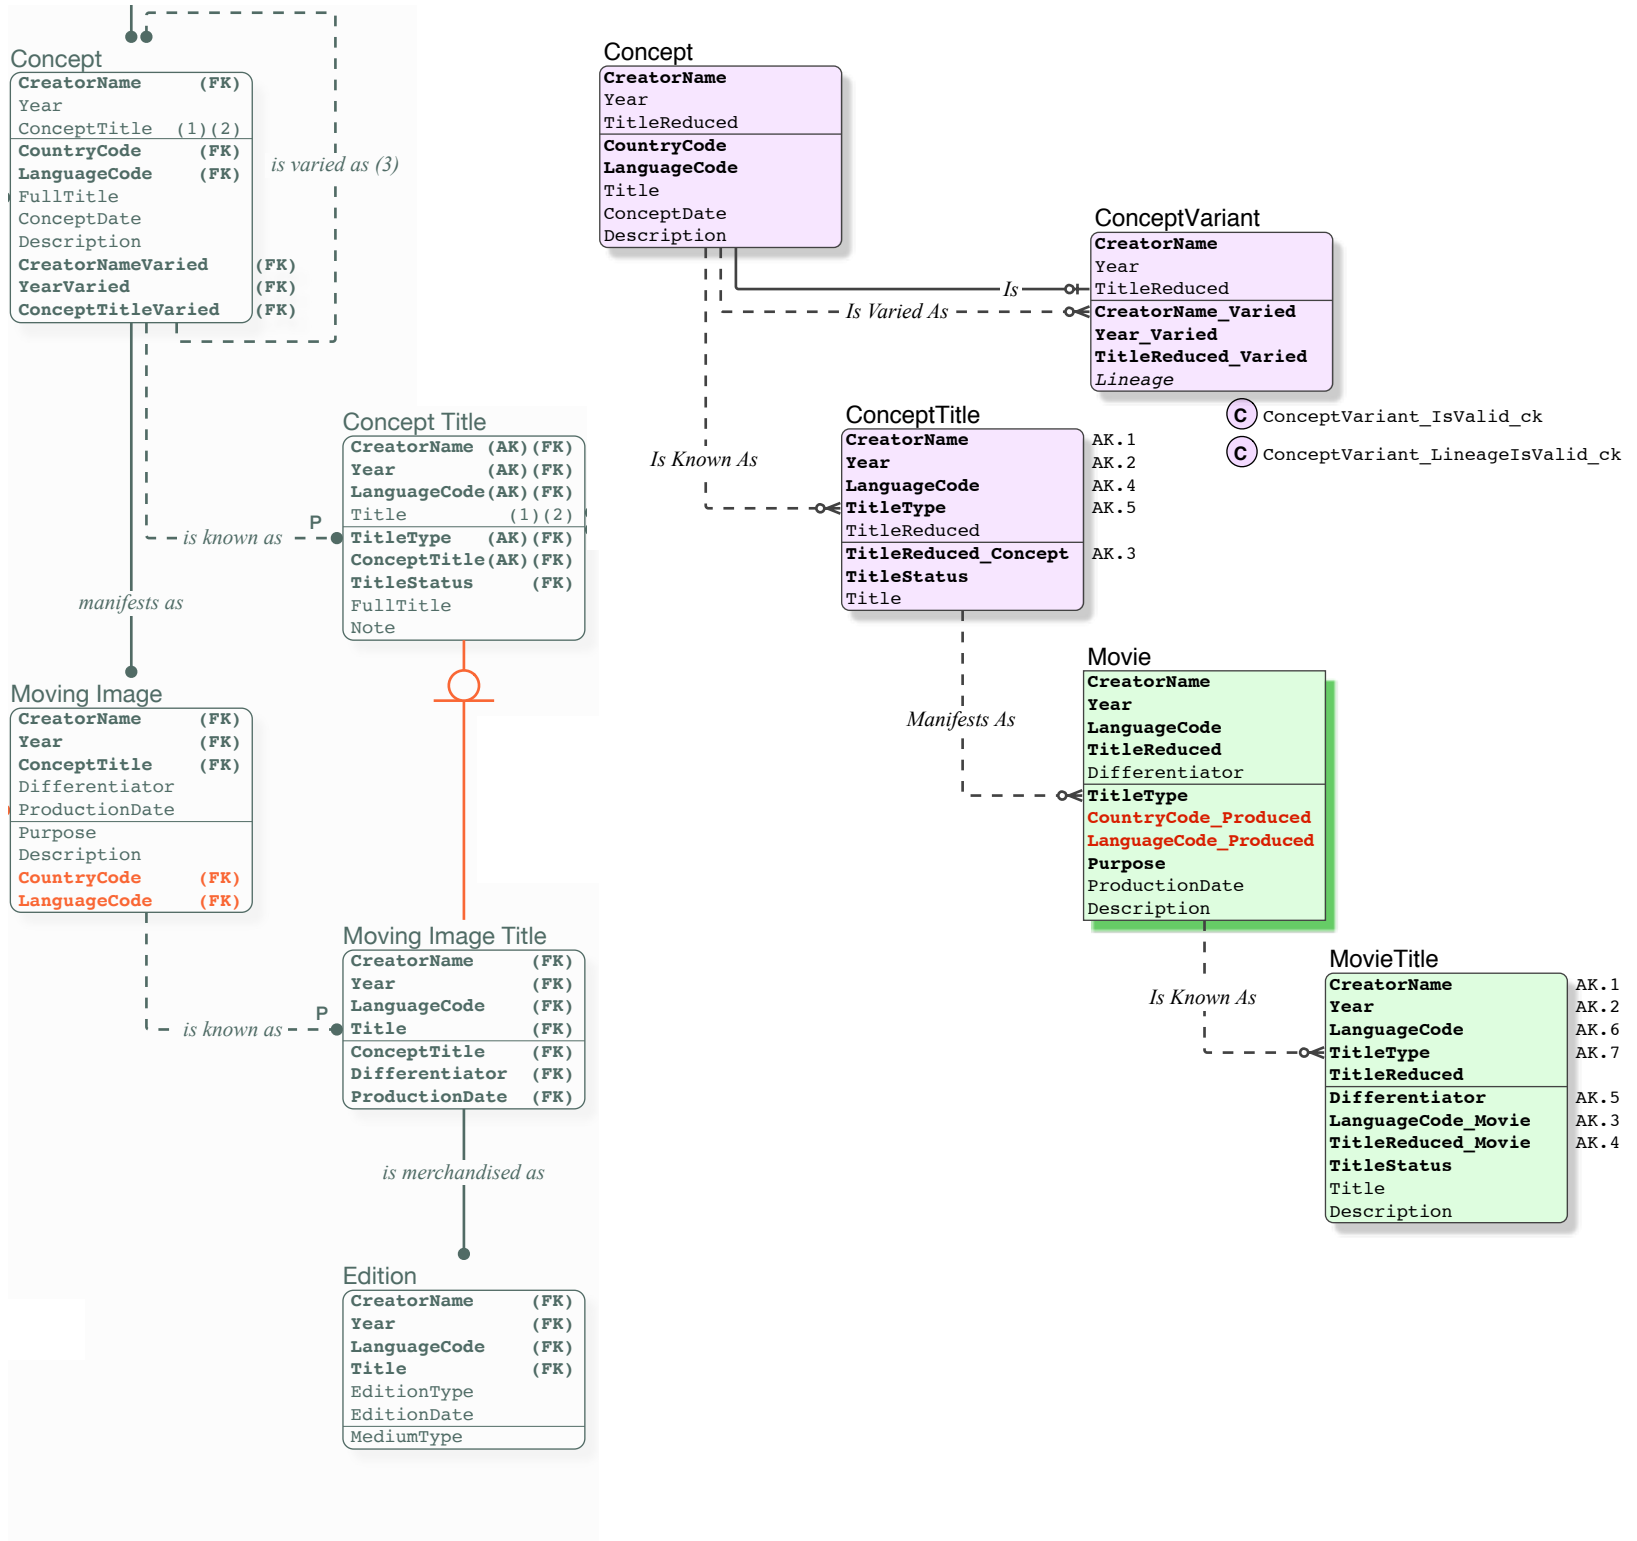 Concept
CreatorName (FK)
Year
ConceptTitle (1)(2)
CountryCode (FK)
LanguageCode (FK)
FullTitle
ConceptDate
Description
CreatorNameVaried (FK)
YearVaried (FK)
ConceptTitleVaried (FK)
is varied as (3)
Concept Title
CreatorName (AK)(FK)
Year (AK)(FK)
LanguageCode(AK)(FK)
Title (1)(2)
TitleType (AK)(FK)
ConceptTitle(AK)(FK)
TitleStatus (FK)
FullTitle
Note
P
is known as
manifests as
Moving Image
CreatorName (FK)
Year (FK)
ConceptTitle (FK)
Differentiator
ProductionDate
Purpose
Description
CountryCode (FK)
LanguageCode (FK)
Moving Image Title
CreatorName (FK)
Year (FK)
LanguageCode (FK)
Title (FK)
ConceptTitle (FK)
Differentiator (FK)
ProductionDate (FK)
P
is known as
is merchandised as
Edition
CreatorName (FK)
Year (FK)
LanguageCode (FK)
Title (FK)
EditionType
EditionDate
MediumType
Concept
CreatorName
Year
TitleReduced
CountryCode
LanguageCode
Title
ConceptDate
Description
ConceptVariant
CreatorName
Year
TitleReduced
CreatorName_Varied
Year_Varied
TitleReduced_Varied
Lineage
Is
Is Varied As
C ConceptVariant_IsValid_ck
C ConceptVariant_LineageIsValid_ck
Is Known As
ConceptTitle
CreatorName AK.1
Year AK.2
LanguageCode AK.4
TitleType AK.5
TitleReduced
TitleReduced_Concept AK.3
TitleStatus
Title
Manifests As
Movie
CreatorName
Year
LanguageCode
TitleReduced
Differentiator
TitleType
CountryCode_Produced
LanguageCode_Produced
Purpose
ProductionDate
Description
Is Known As
MovieTitle
CreatorName AK.1
Year AK.2
LanguageCode AK.6
TitleType AK.7
TitleReduced
Differentiator AK.5
LanguageCode_Movie AK.3
TitleReduced_Movie AK.4
TitleStatus
Title
Description